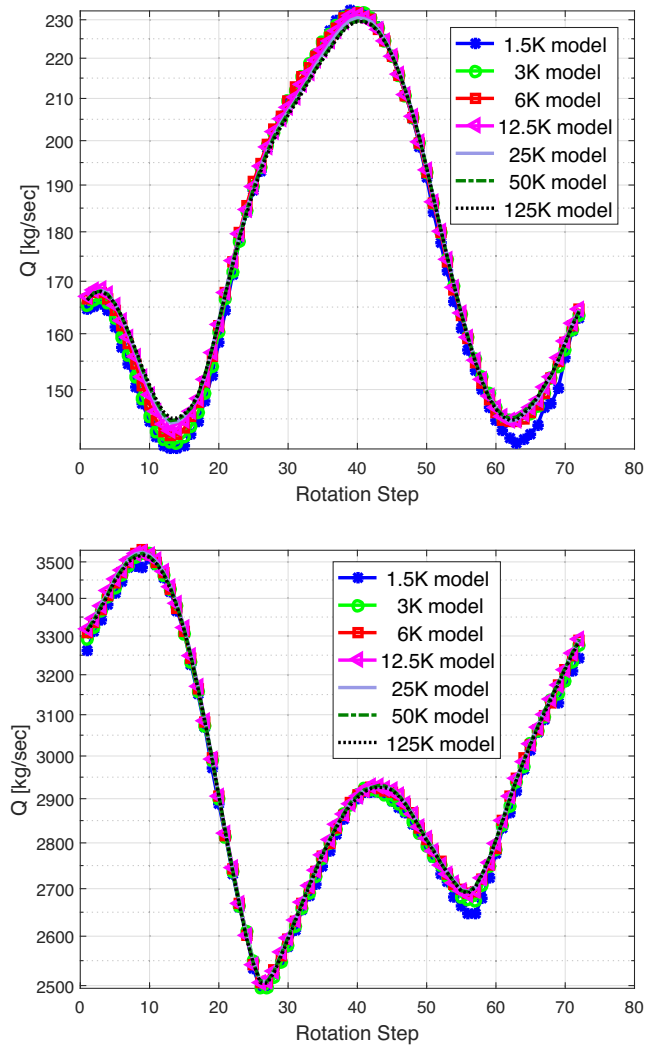 230
220
210
200
190
180
170
160
150
Q [kg/sec]
0 10 20 30 40 50 60 70 80
Rotation Step
1.5K model
3K model
6K model
12.5K model
25K model
50K model
125K model
3500
3400
3300
3200
3100
3000
2900
2800
2700
2600
2500
Q [kg/sec]
0 10 20 30 40 50 60 70 80
Rotation Step
1.5K model
3K model
6K model
12.5K model
25K model
50K model
125K model